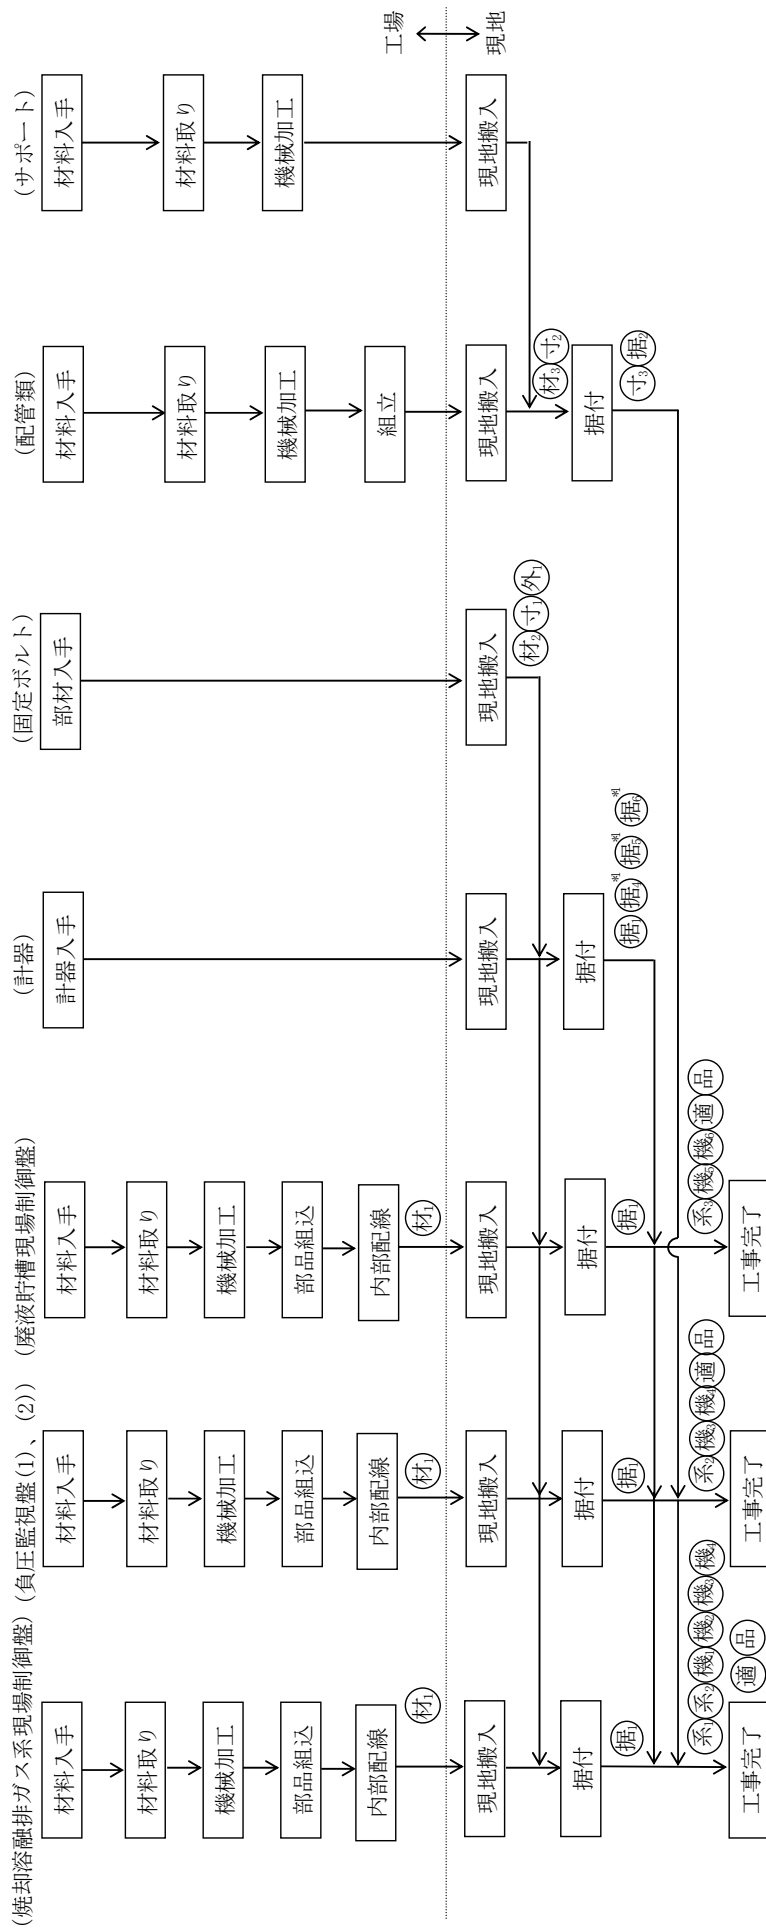 (焼却溶融排ガス系現場制御盤)
材料入手
材料取り
機械加工
部品組込
内部配線
材1
現地搬入
据付
据1
系1 系2 機1 機2 機3 機4
適 品
工事完了
(負圧監視盤(1)、(2))
材料入手
材料取り
機械加工
部品組込
内部配線
材1
現地搬入
据付
据1
系2 機3 機4 適 品
工事完了
(廃液貯槽現場制御盤)
材料入手
材料取り
機械加工
部品組込
内部配線
材1
現地搬入
据付
据1
系3 機5 機6 適 品
工事完了
(計器)
計器入手
現地搬入
据付
据1 据4*1 据5*1 据6*1
(固定ボルト)
部材入手
現地搬入
材2 寸1 外1
(配管類)
材料入手
材料取り
機械加工
組立
現地搬入
材3 寸2
据付
寸3 据2
(サポート)
材料入手
材料取り
機械加工
現地搬入
工場
現地